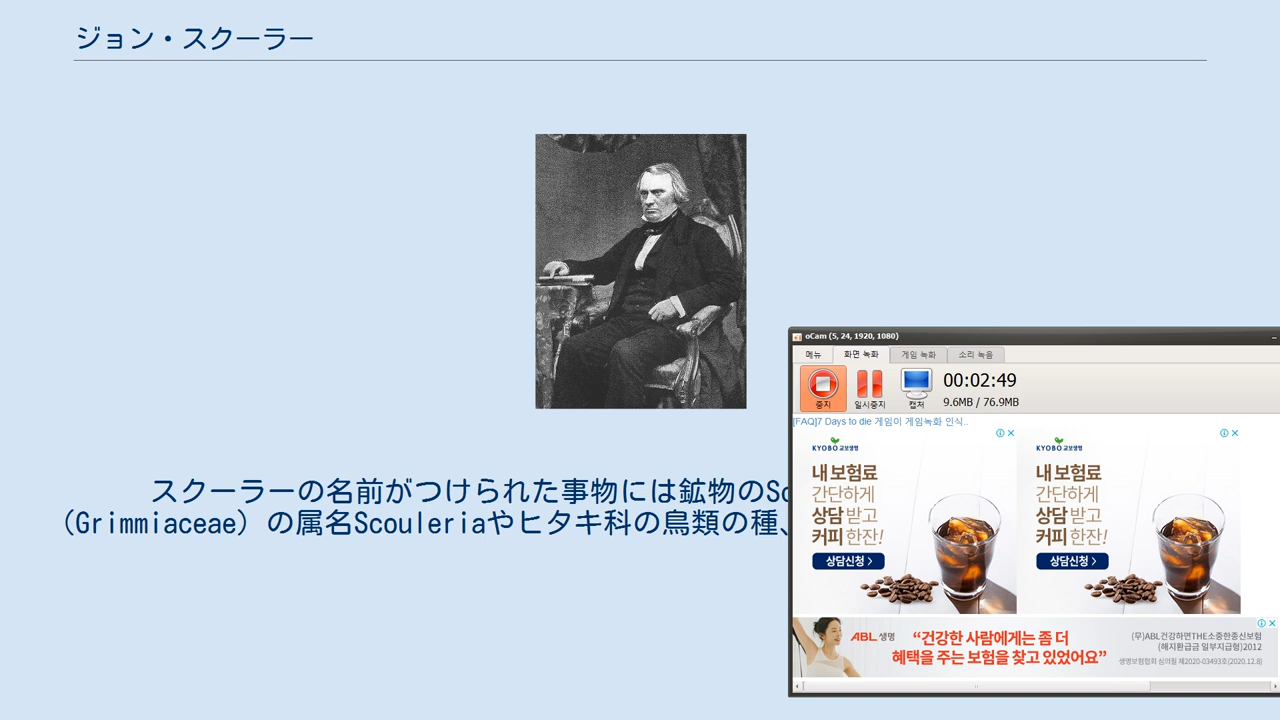 ジョン・スクーラー
スクーラーの名前がつけられた事物には鉱物のSc
（Grimmiaceae）の属名Scouleriaやヒタキ科の鳥類の種、
oCam (5, 24, 1920, 1080)
메뉴 화면 녹화 게임 녹화 소리 녹음
00:02:49
중지 일시중지 캡처 9.6MB / 76.9MB
[FAQ]7 Days to die 게임이 게임녹화 인식..
KYOBO 교보생명
내 보험료
간단하게
상담 받고
커피 한잔!
상담신청 >
KYOBO 교보생명
내 보험료
간단하게
상담 받고
커피 한잔!
상담신청 >
ABL 생명
“건강한 사람에게는 좀 더
혜택을 주는 보험을 찾고 있었어요”
(무)ABL건강하면THE소중한종신보험
(해지환급금 일부지급형)2012
생명보험협회 심의필 제2020-03493호(2020.12.8)